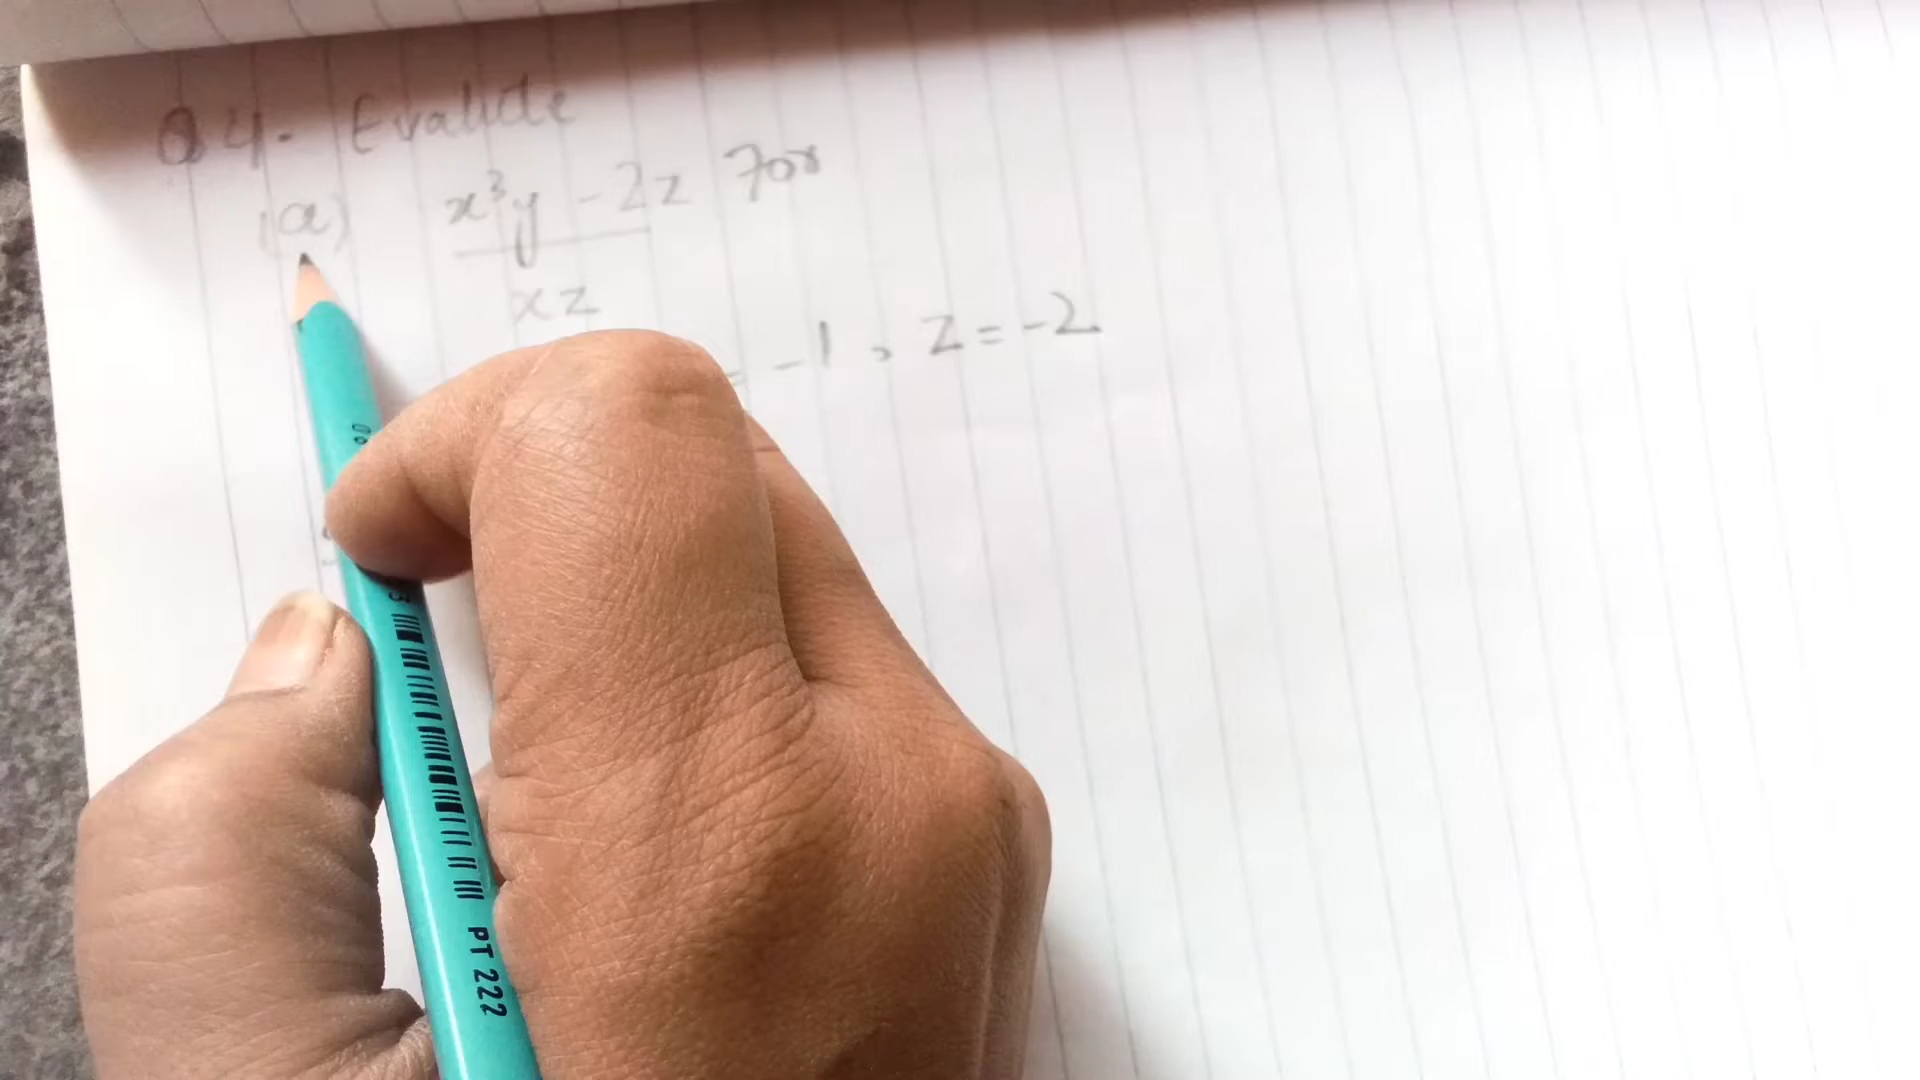 Q4. Evalute
(a) x³y - 2z for
xz
= -1, z = -2
PT 222